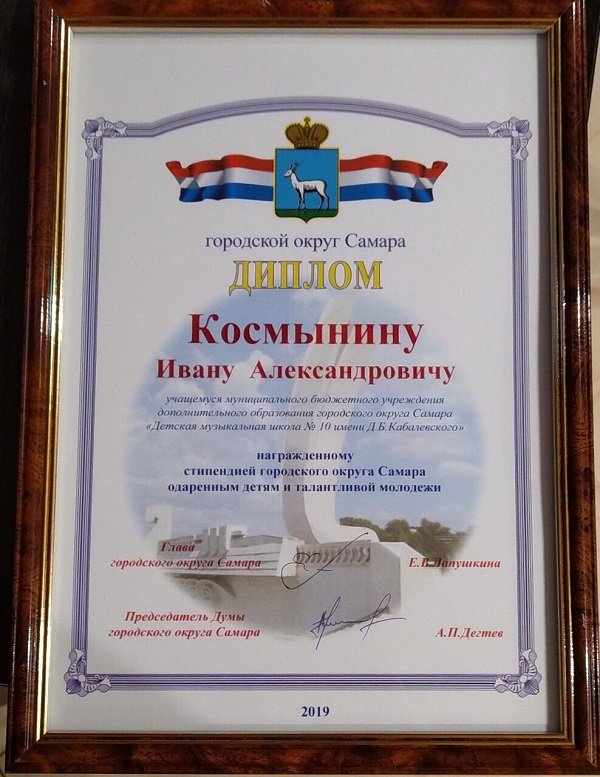 городской округ Самара
ДИПЛОМ
Космынину
Ивану Александровичу
учащемуся муниципального бюджетного учреждения
дополнительного образования городского округа Самара
«Детская музыкальная школа № 10 имени Д.Б.Кабалевского»
награжденному
стипендией городского округа Самара
одаренным детям и талантливой молодежи
Глава
городского округа Самара
Е.В.Лапушкина
Председатель Думы
городского округа Самара
А.П.Дегтев
2019